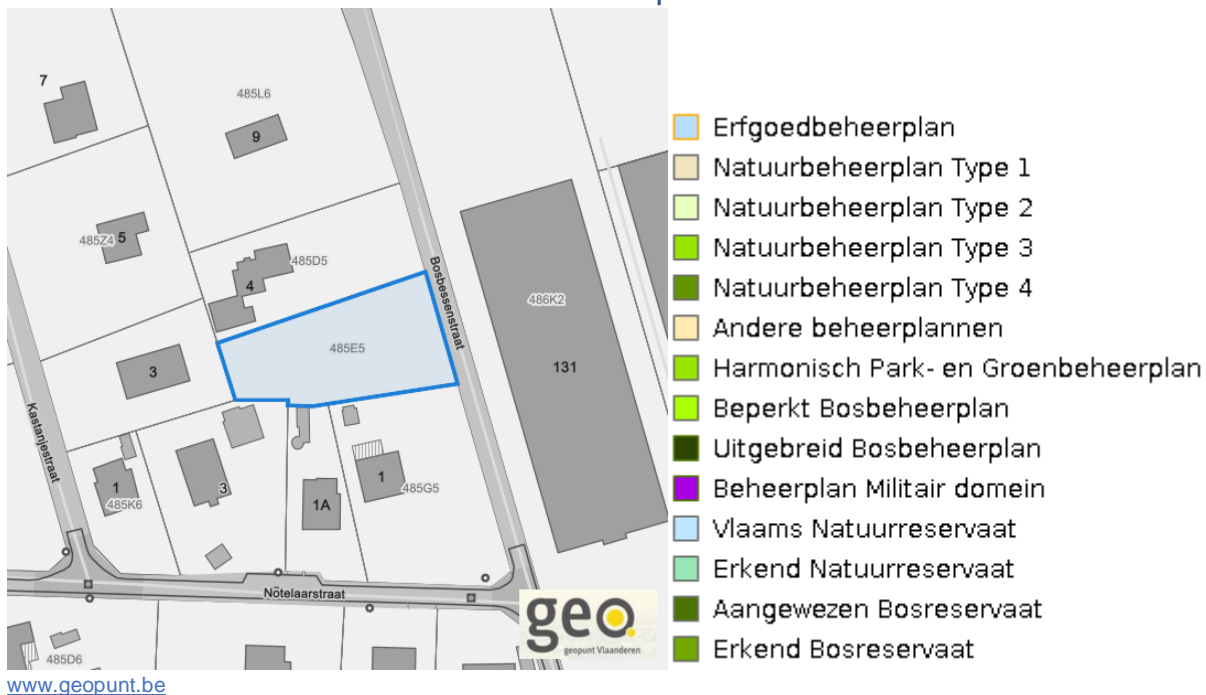 7
485L6
9
485Z4 5
485D5
4
Bosbessenstraat
486K2
485E5
131
3
Kastanjestraat
1
485K6
3
1A
1
485G5
Notelaarstraat
485D6
geo.
geopunt Vlaanderen
www.geopunt.be
Erfgoedbeheerplan
Natuurbeheerplan Type 1
Natuurbeheerplan Type 2
Natuurbeheerplan Type 3
Natuurbeheerplan Type 4
Andere beheerplannen
Harmonisch Park- en Groenbeheerplan
Beperkt Bosbeheerplan
Uitgebreid Bosbeheerplan
Beheerplan Militair domein
Vlaams Natuurreservaat
Erkend Natuurreservaat
Aangewezen Bosreservaat
Erkend Bosreservaat